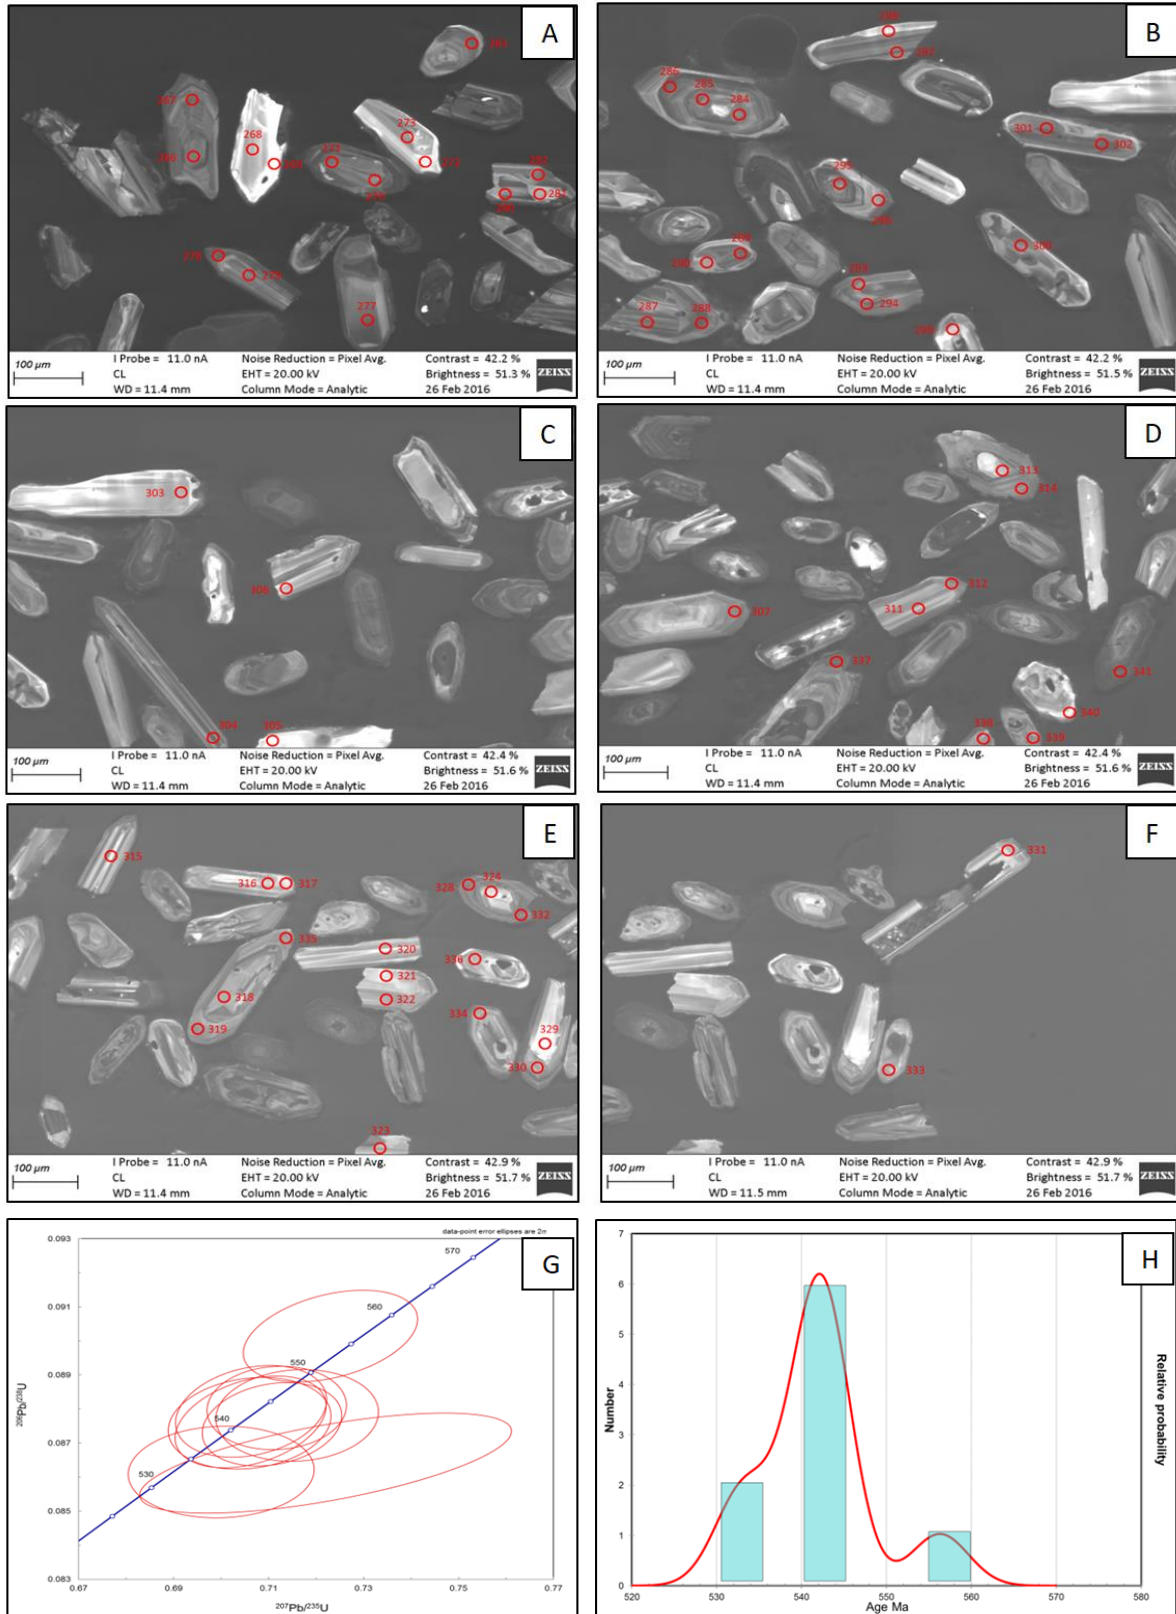 A
281
267
266
268
269
273
272
271
270
282
283
280
278
279
277
100 µm
I Probe = 11.0 nA Noise Reduction = Pixel Avg. Contrast = 42.2 %
CL EHT = 20.00 kV Brightness = 51.3 %
WD = 11.4 mm Column Mode = Analytic 26 Feb 2016
ZEISS
B
286
285
284
301
302
295
300
289
290
293
294
287
288
100 µm
I Probe = 11.0 nA Noise Reduction = Pixel Avg. Contrast = 42.2 %
CL EHT = 20.00 kV Brightness = 51.5 %
WD = 11.4 mm Column Mode = Analytic 26 Feb 2016
ZEISS
C
303
304
305
100 µm
I Probe = 11.0 nA Noise Reduction = Pixel Avg. Contrast = 42.4 %
CL EHT = 20.00 kV Brightness = 51.6 %
WD = 11.4 mm Column Mode = Analytic 26 Feb 2016
ZEISS
D
313
314
312
311
307
337
341
340
338
339
100 µm
I Probe = 11.0 nA Noise Reduction = Pixel Avg. Contrast = 42.4 %
CL EHT = 20.00 kV Brightness = 51.6 %
WD = 11.4 mm Column Mode = Analytic 26 Feb 2016
ZEISS
E
315
316
317
328
324
332
335
320
336
321
318
322
334
319
329
330
323
100 µm
I Probe = 11.0 nA Noise Reduction = Pixel Avg. Contrast = 42.9 %
CL EHT = 20.00 kV Brightness = 51.7 %
WD = 11.4 mm Column Mode = Analytic 26 Feb 2016
ZEISS
F
331
333
100 µm
I Probe = 11.0 nA Noise Reduction = Pixel Avg. Contrast = 42.9 %
CL EHT = 20.00 kV Brightness = 51.7 %
WD = 11.5 mm Column Mode = Analytic 26 Feb 2016
ZEISS
G
data-point error ellipses are 2
0.093
0.091
0.089
0.087
0.085
0.083
570
560
550
540
530
206Pb/238U
0.67 0.69 0.71 0.73 0.75 0.77
207Pb/235U
H
7
6
5
4
3
2
1
0
Number
Relative probability
520 530 540 550 560 570 580
Age Ma